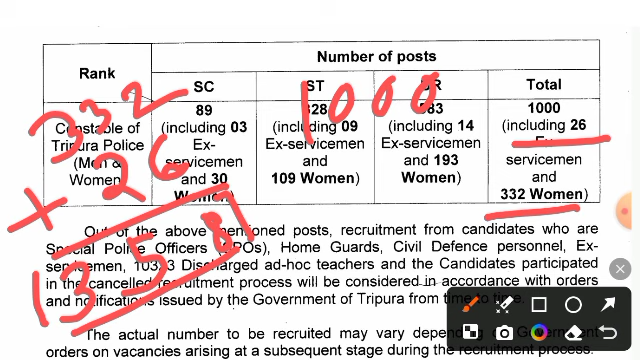 Number of posts
Rank
SC
ST
Total
Constable of
Tripura Police
(Men &
Women
89
(including 03
Ex-
servicemen
and 30
Women)
(including 09
Ex-servicemen
and
109 Women)
(including 14
Ex-servicemen
and 193
Women)
1000
(including 26
Ex-
servicemen
and
332 Women)
1000
332
+ 26
1358
Out of the above mentioned posts, recruitment from candidates who are
Special Police Officers (SPOs), Home Guards, Civil Defence personnel, Ex-
servicemen, 10323 Discharged ad-hoc teachers and the Candidates participated
in the cancelled recruitment process will be considered in accordance with orders
and notifications issued by the Government of Tripura from time to time.
The actual number to be recruited may vary depending on Government
orders on vacancies arising at a subsequent stage during the recruitment process.